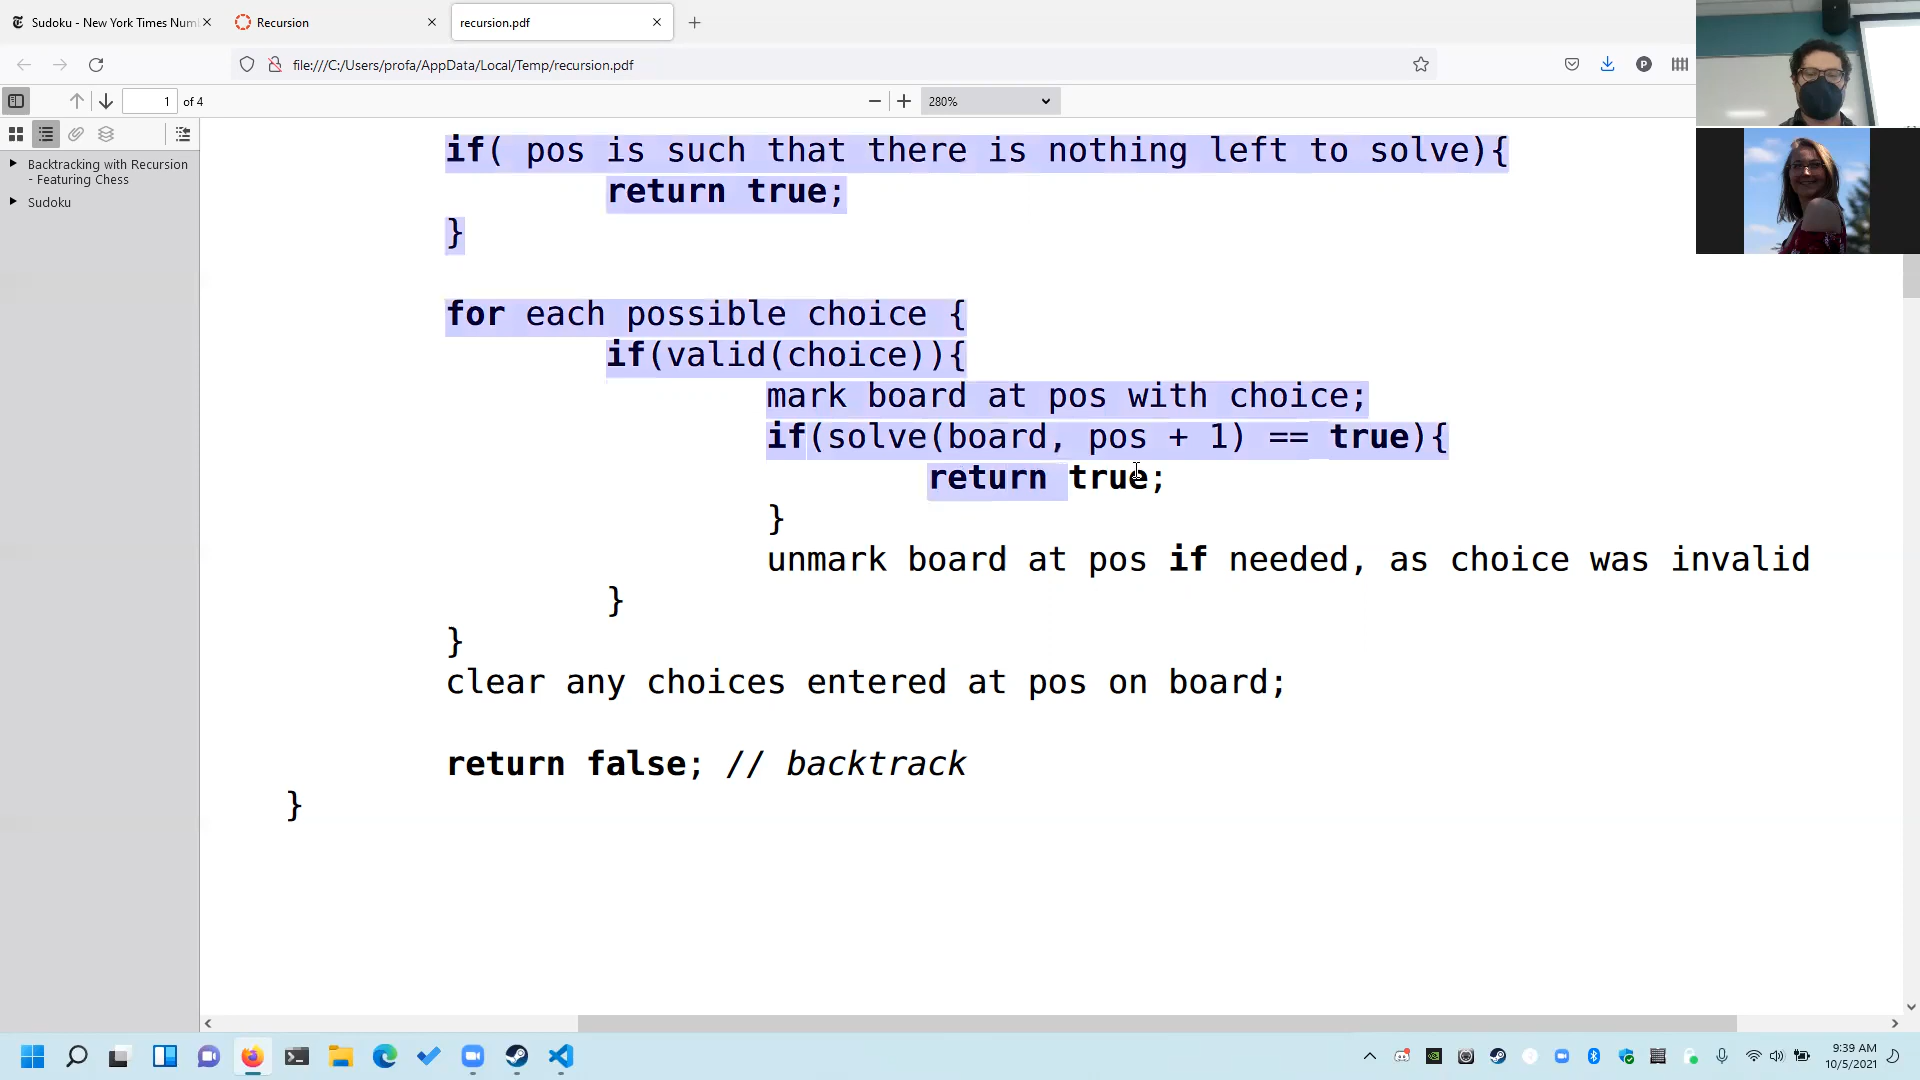 Sudoku - New York Times Num
Recursion
recursion.pdf
file:///C:/Users/profa/AppData/Local/Temp/recursion.pdf
1 of 4
280%
Backtracking with Recursion
- Featuring Chess
Sudoku
if( pos is such that there is nothing left to solve){
return true;
}
for each possible choice {
if(valid(choice)){
mark board at pos with choice;
if(solve(board, pos + 1) == true){
return true;
}
unmark board at pos if needed, as choice was invalid
}
}
clear any choices entered at pos on board;
return false; // backtrack
}
9:39 AM
10/5/2021